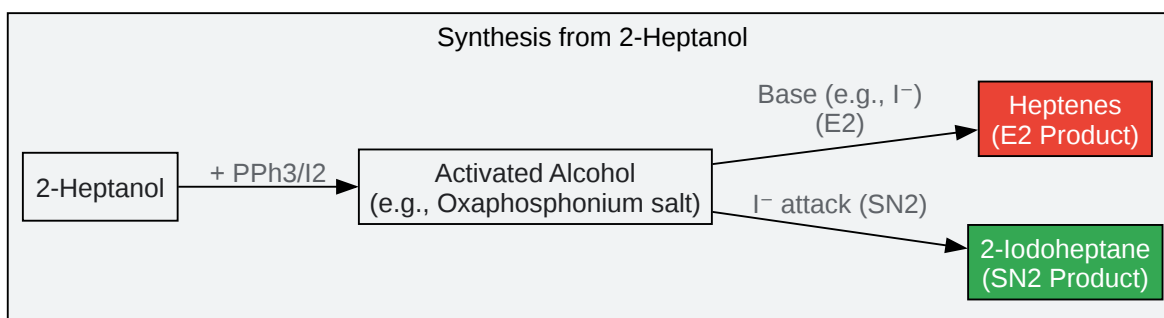 Synthesis from 2-Heptanol
2-Heptanol
+ PPh3/I2
Activated Alcohol
(e.g., Oxaphosphonium salt)
Base (e.g., I⁻)
(E2)
Heptenes
(E2 Product)
I⁻ attack (SN2)
2-Iodoheptane
(SN2 Product)